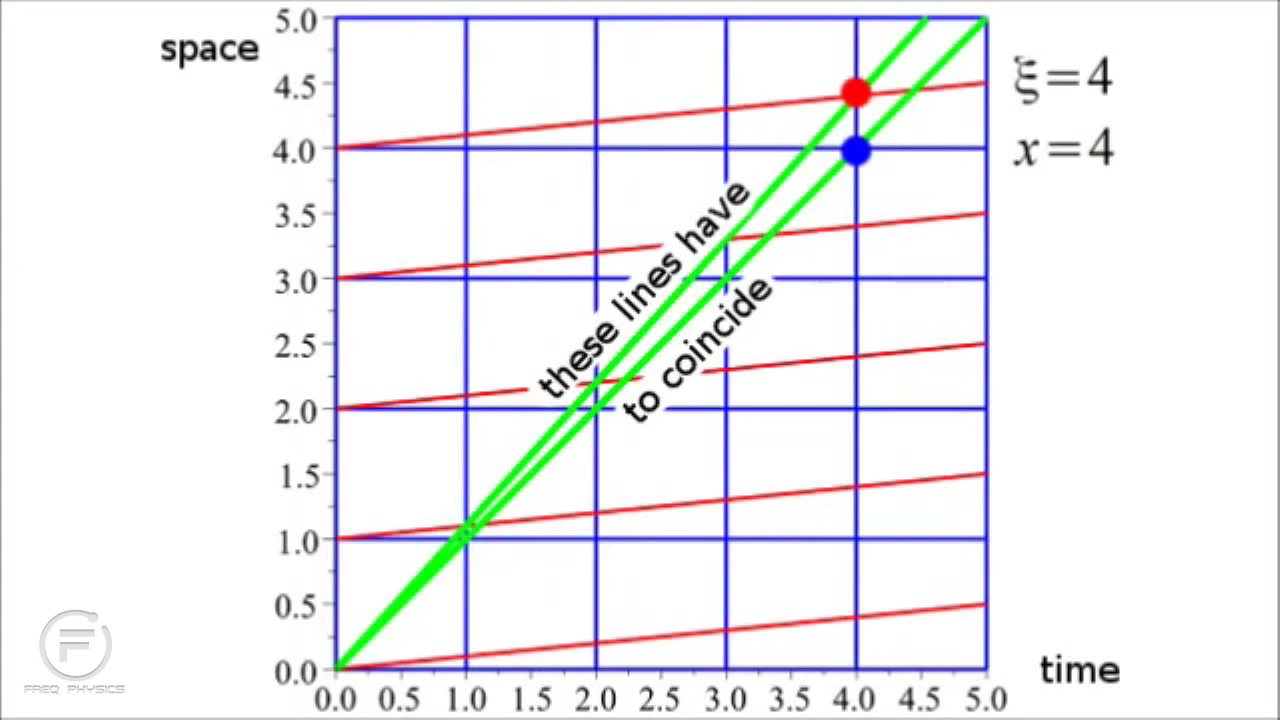 space
5.0
4.5
4.0
3.5
3.0
2.5
2.0
1.5
1.0
0.5
0.0
ξ=4
x=4
these lines have
to coincide
0.0 0.5 1.0 1.5 2.0 2.5 3.0 3.5 4.0 4.5 5.0
time
F
FREQ PHYSICS